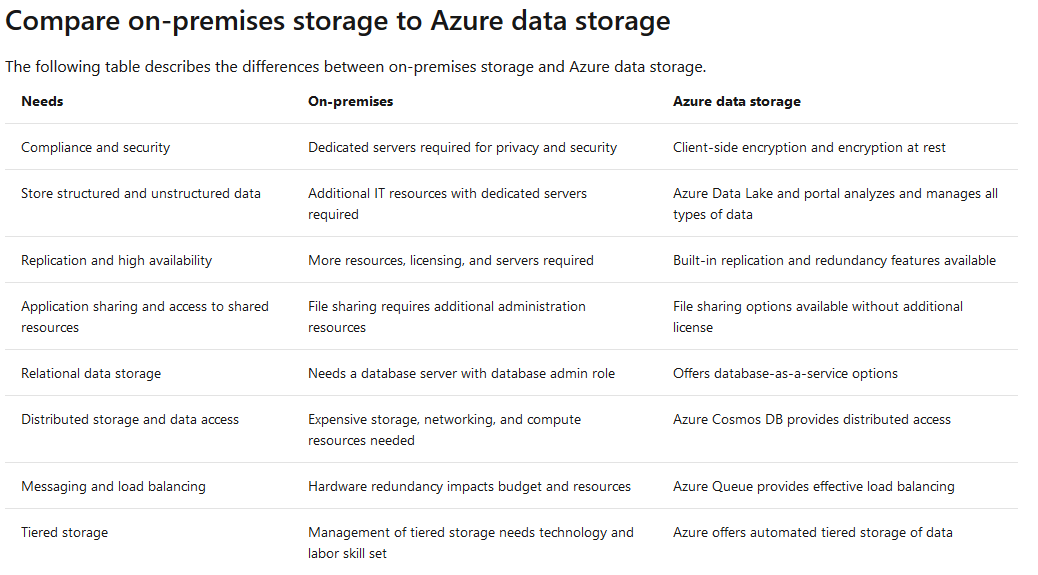 Compare on-premises storage to Azure data storage
The following table describes the differences between on-premises storage and Azure data storage.
Needs On-premises Azure data storage
Compliance and security Dedicated servers required for privacy and security Client-side encryption and encryption at rest
Store structured and unstructured data Additional IT resources with dedicated servers Azure Data Lake and portal analyzes and manages all
required types of data
Replication and high availability More resources, licensing, and servers required Built-in replication and redundancy features available
Application sharing and access to shared File sharing requires additional administration File sharing options available without additional
resources resources license
Relational data storage Needs a database server with database admin role Offers database-as-a-service options
Distributed storage and data access Expensive storage, networking, and compute Azure Cosmos DB provides distributed access
resources needed
Messaging and load balancing Hardware redundancy impacts budget and resources Azure Queue provides effective load balancing
Tiered storage Management of tiered storage needs technology and Azure offers automated tiered storage of data
labor skill set